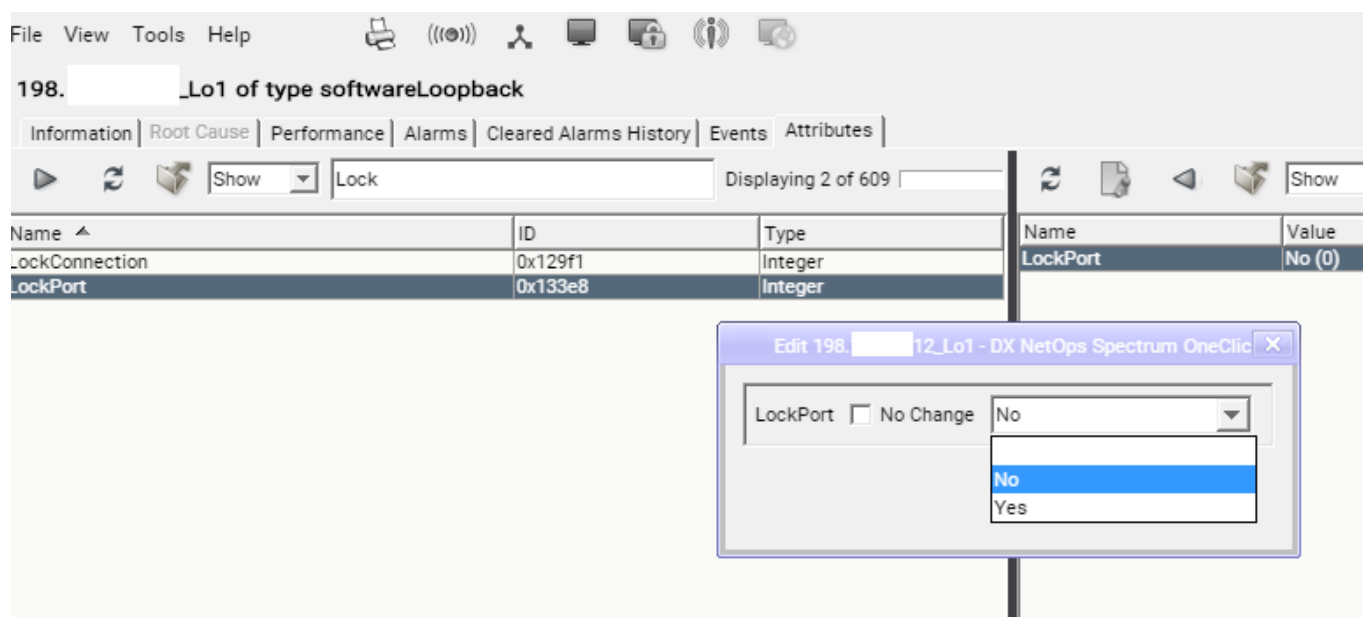 File View Tools Help
198. _Lo1 of type softwareLoopback
Information Root Cause Performance Alarms Cleared Alarms History Events Attributes
Show Lock Displaying 2 of 609 Show
Name ID Type Name Value
LockConnection 0x129f1 Integer LockPort No (0)
LockPort 0x133e8 Integer
Edit 198. 12_Lo1 - DX NetOps Spectrum OneClic
LockPort No Change No
No
Yes